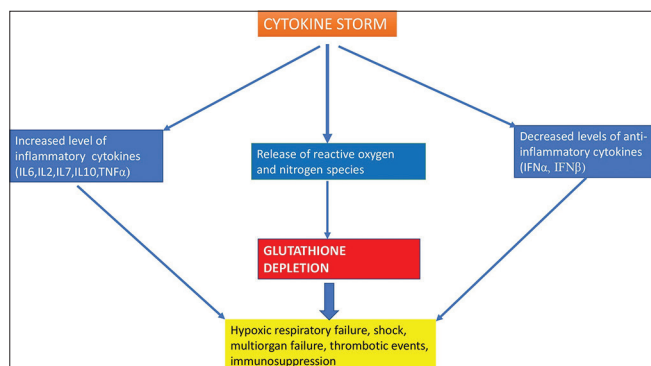 CYTOKINE STORM
Increased level of
inflammatory cytokines
(IL6,IL2,IL7,IL10,TNFα)
Release of reactive oxygen
and nitrogen species
Decreased levels of anti-
inflammatory cytokines
(IFNα, IFNβ)
GLUTATHIONE
DEPLETION
Hypoxic respiratory failure, shock,
multiorgan failure, thrombotic events,
immunosuppression